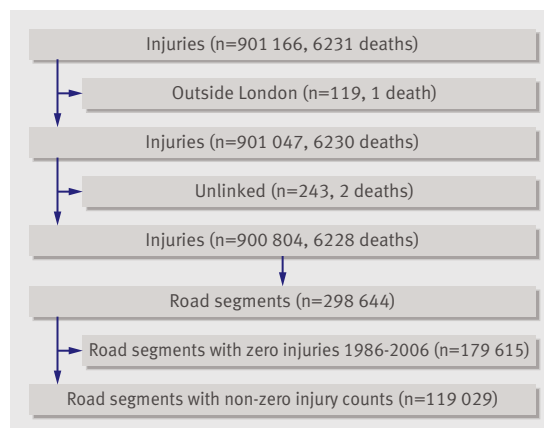 Injuries (n=901 166, 6231 deaths)
Outside London (n=119, 1 death)
Injuries (n=901 047, 6230 deaths)
Unlinked (n=243, 2 deaths)
Injuries (n=900 804, 6228 deaths)
Road segments (n=298 644)
Road segments with zero injuries 1986-2006 (n=179 615)
Road segments with non-zero injury counts (n=119 029)